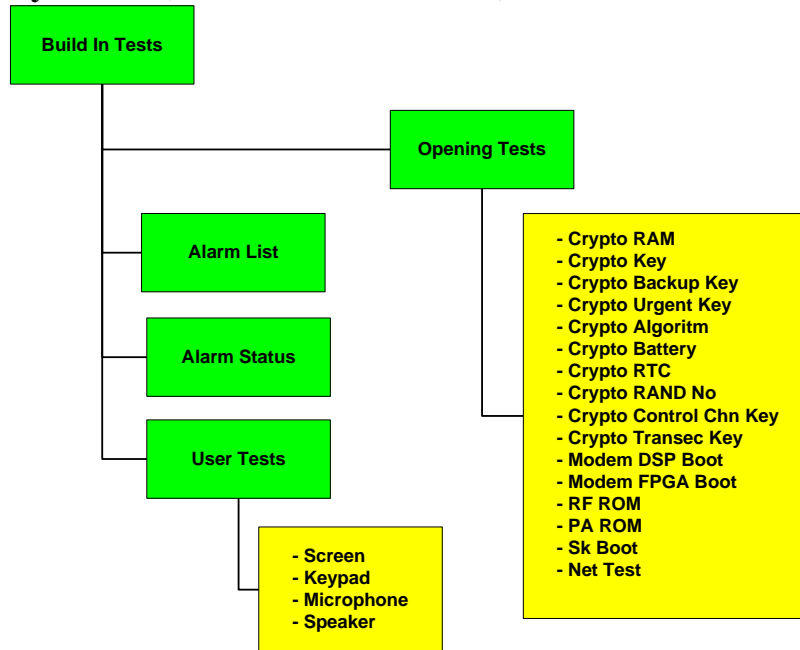 Build In Tests
Opening Tests
Alarm List
Alarm Status
User Tests
- Screen
- Keypad
- Microphone
- Speaker
- Crypto RAM
- Crypto Key
- Crypto Backup Key
- Crypto Urgent Key
- Crypto Algoritm
- Crypto Battery
- Crypto RTC
- Crypto RAND No
- Crypto Control Chn Key
- Crypto Transec Key
- Modem DSP Boot
- Modem FPGA Boot
- RF ROM
- PA ROM
- Sk Boot
- Net Test